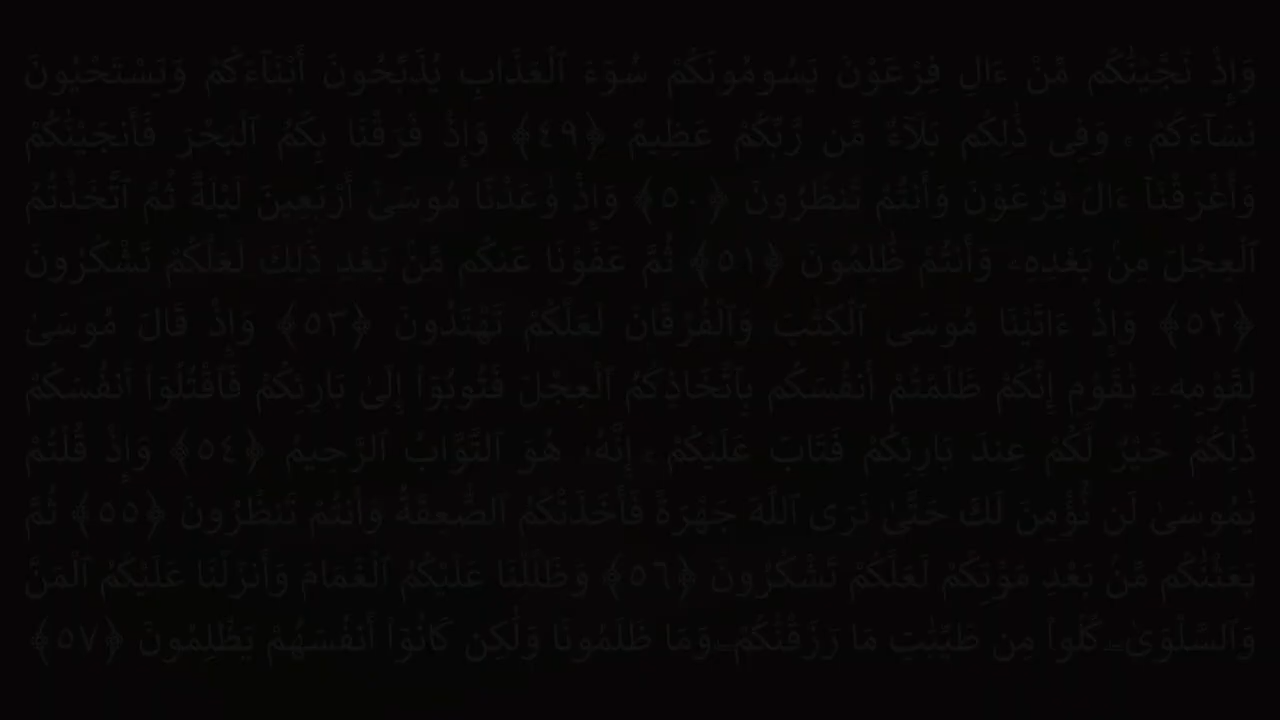 وَإِذْ نَجَّيْنَٰكُم مِّنْ ءَالِ فِرْعَوْنَ يَسُومُونَكُمْ سُوٓءَ ٱلْعَذَابِ يُذَبِّحُونَ أَبْنَآءَكُمْ وَيَسْتَحْيُونَ
نِسَآءَكُمْ ۚ وَفِى ذَٰلِكُم بَلَآءٌ مِّن رَّبِّكُمْ عَظِيمٌ ﴿٤٩﴾ وَإِذْ فَرَقْنَا بِكُمُ ٱلْبَحْرَ فَأَنجَيْنَٰكُمْ
وَأَغْرَقْنَآ ءَالَ فِرْعَوْنَ وَأَنتُمْ تَنظُرُونَ ﴿٥٠﴾ وَإِذْ وَٰعَدْنَا مُوسَىٰٓ أَرْبَعِينَ لَيْلَةً ثُمَّ ٱتَّخَذْتُمُ
ٱلْعِجْلَ مِنۢ بَعْدِهِۦ وَأَنتُمْ ظَٰلِمُونَ ﴿٥١﴾ ثُمَّ عَفَوْنَا عَنكُم مِّنۢ بَعْدِ ذَٰلِكَ لَعَلَّكُمْ تَشْكُرُونَ
﴿٥٢﴾ وَإِذْ ءَاتَيْنَا مُوسَى ٱلْكِتَٰبَ وَٱلْفُرْقَانَ لَعَلَّكُمْ تَهْتَدُونَ ﴿٥٣﴾ وَإِذْ قَالَ مُوسَىٰ
لِقَوْمِهِۦ يَٰقَوْمِ إِنَّكُمْ ظَلَمْتُمْ أَنفُسَكُم بِٱتِّخَاذِكُمُ ٱلْعِجْلَ فَتُوبُوٓا۟ إِلَىٰ بَارِئِكُمْ فَٱقْتُلُوٓا۟ أَنفُسَكُمْ
ذَٰلِكُمْ خَيْرٌ لَّكُمْ عِندَ بَارِئِكُمْ فَتَابَ عَلَيْكُمْ ۚ إِنَّهُۥ هُوَ ٱلتَّوَّابُ ٱلرَّحِيمُ ﴿٥٤﴾ وَإِذْ قُلْتُمْ
يَٰمُوسَىٰ لَن نُّؤْمِنَ لَكَ حَتَّىٰ نَرَى ٱللَّهَ جَهْرَةً فَأَخَذَتْكُمُ ٱلصَّٰعِقَةُ وَأَنتُمْ تَنظُرُونَ ﴿٥٥﴾ ثُمَّ
بَعَثْنَٰكُم مِّنۢ بَعْدِ مَوْتِكُمْ لَعَلَّكُمْ تَشْكُرُونَ ﴿٥٦﴾ وَظَلَّلْنَا عَلَيْكُمُ ٱلْغَمَامَ وَأَنزَلْنَا عَلَيْكُمُ ٱلْمَنَّ
وَٱلسَّلْوَىٰ ۖ كُلُوا۟ مِن طَيِّبَٰتِ مَا رَزَقْنَٰكُمْ ۖ وَمَا ظَلَمُونَا وَلَٰكِن كَانُوٓا۟ أَنفُسَهُمْ يَظْلِمُونَ ﴿٥٧﴾